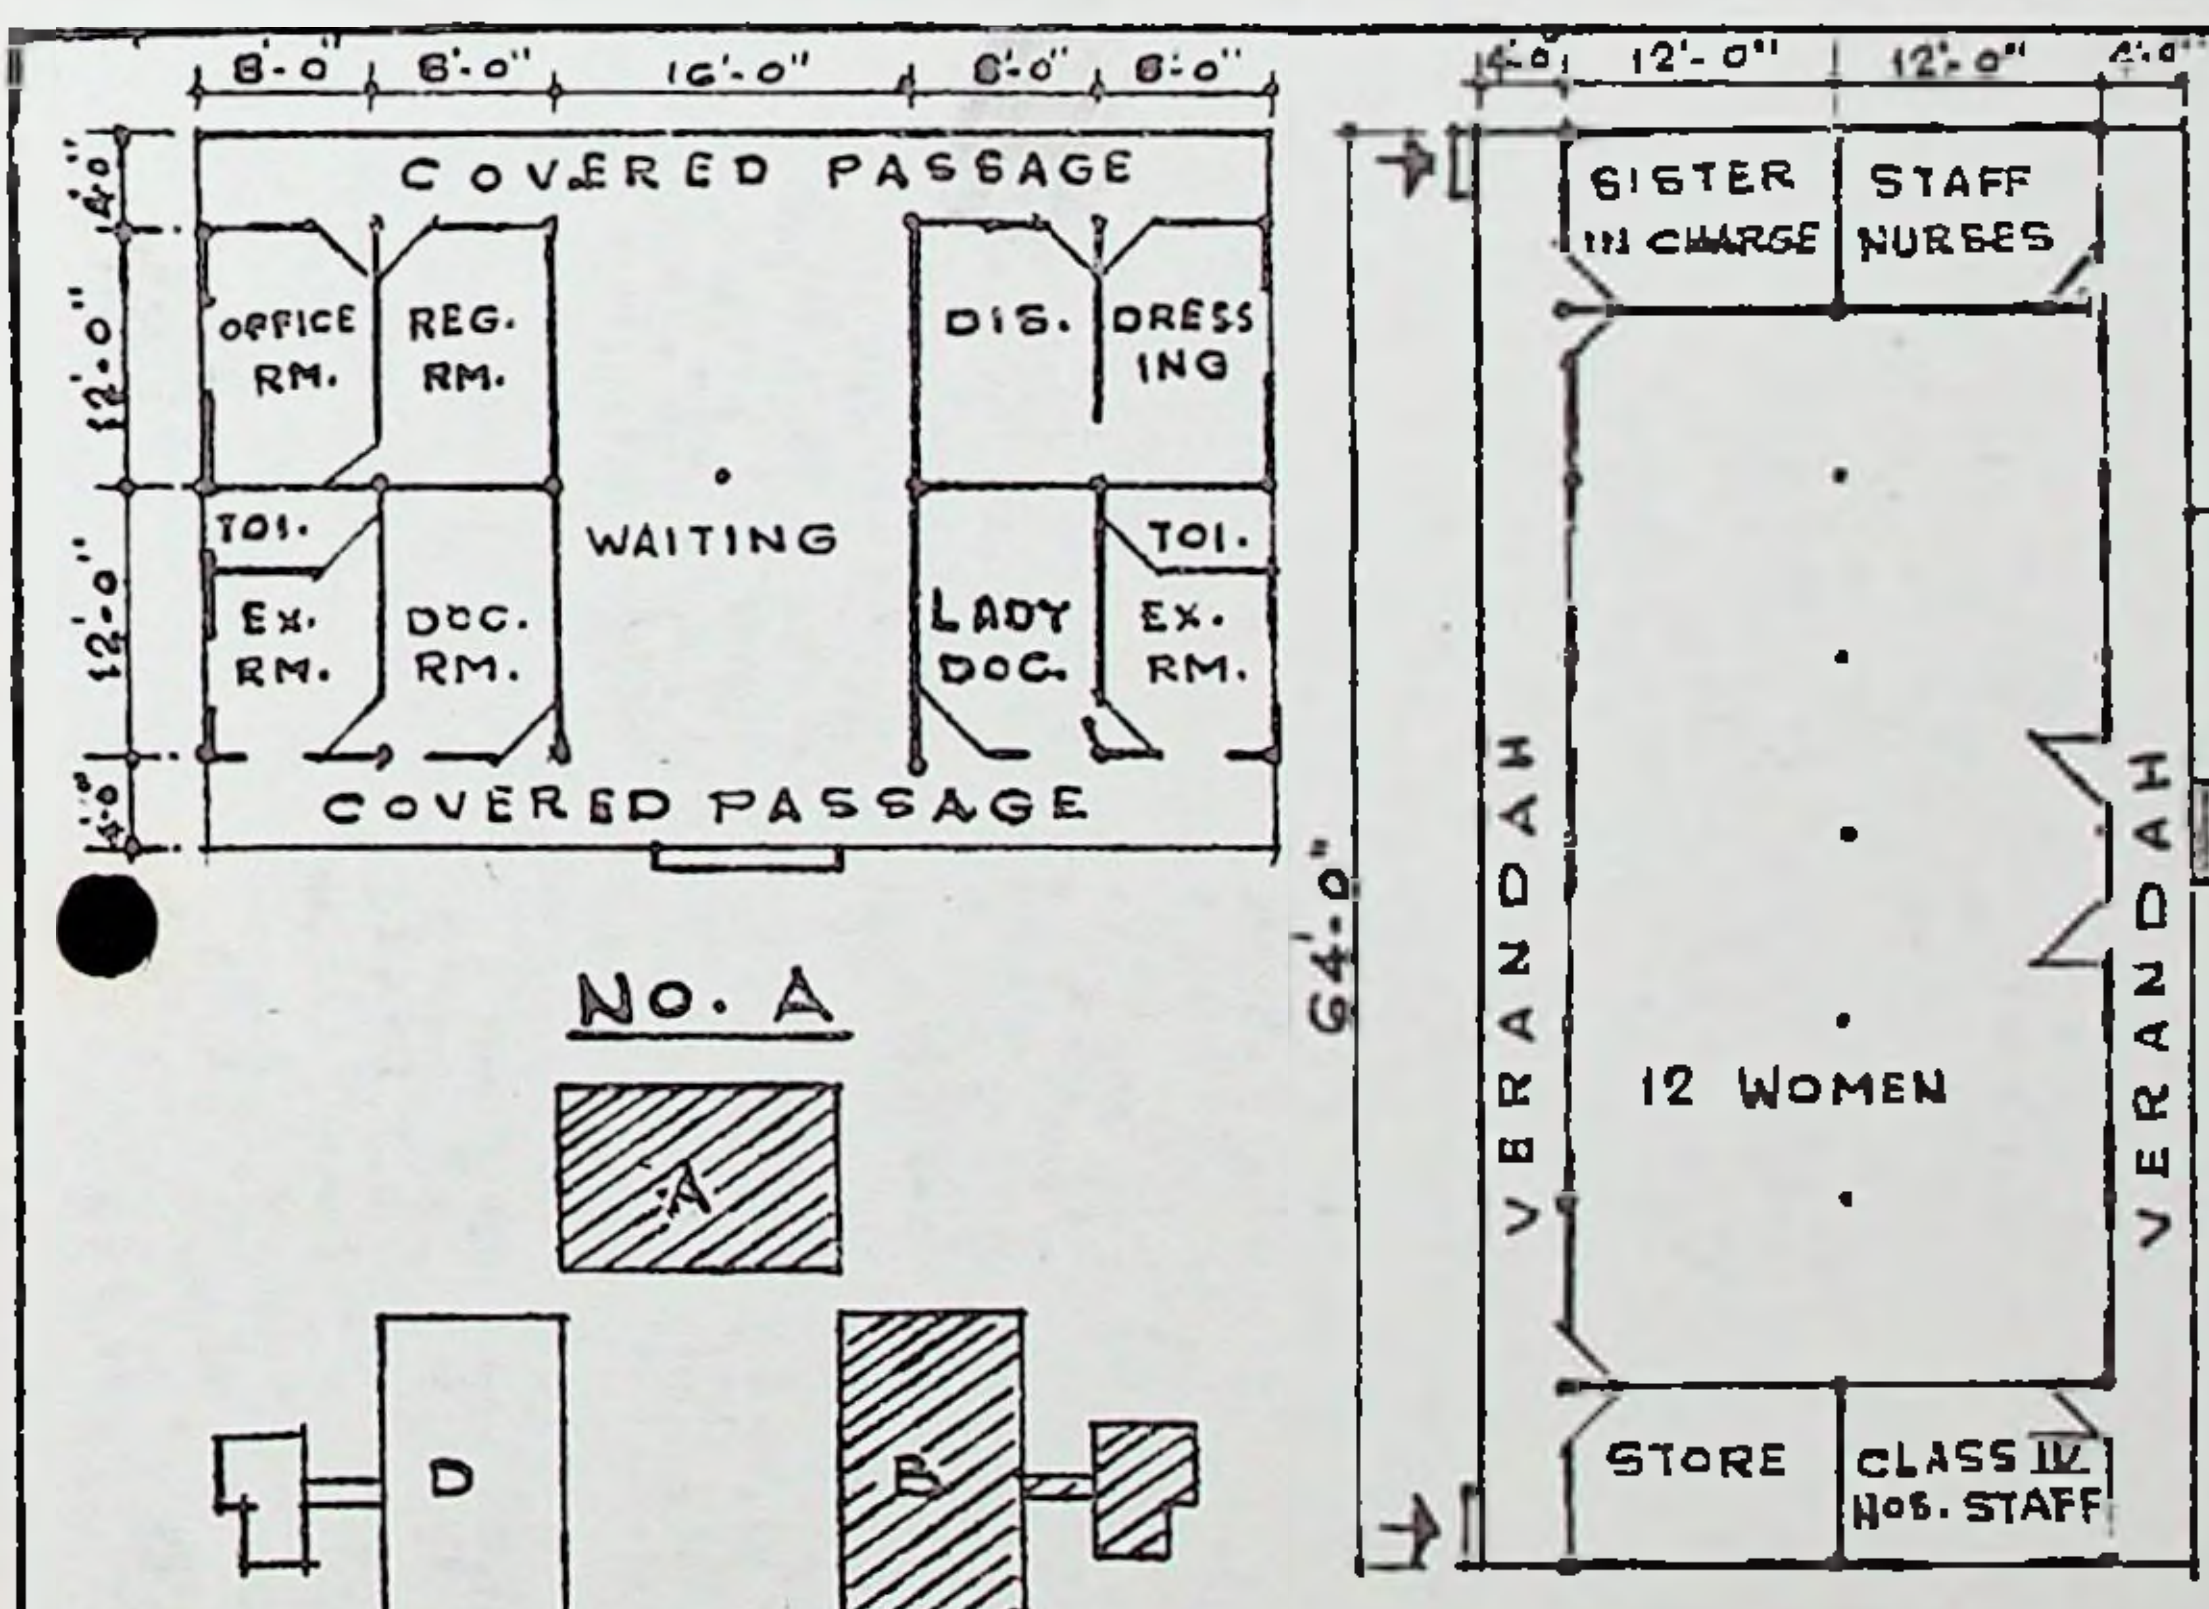 8'-0" 8'-0" 16'-0" 8'-0" 8'-0"
COVERED PASSAGE
4'-0"
12'-0"
12'-0"
4'-0"
OFFICE
RM.
REG.
RM.
DIS.
DRESS
ING
TOI.
WAITING
TOI.
EX.
RM.
DOC.
RM.
LADY
DOC.
EX.
RM.
COVERED PASSAGE
NO. A
A
D
B
4'-0" 12'-0" 12'-0" 4'-0"
SISTER
IN CHARGE
STAFF
NURSES
64'-0"
VERANDAH
VERANDAH
12 WOMEN
STORE
CLASS IV
NOS. STAFF